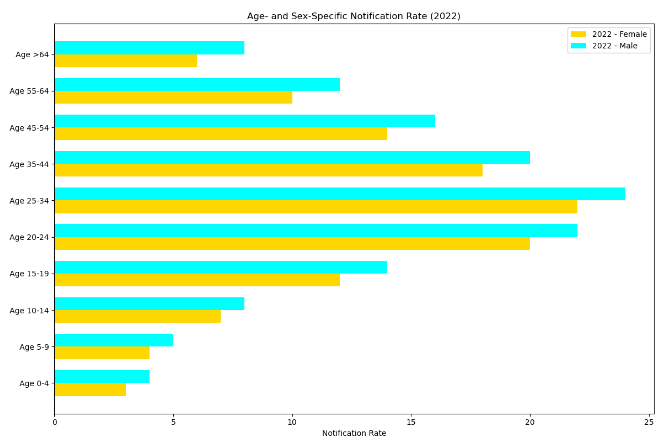 Age- and Sex-Specific Notification Rate (2022)
2022 - Female
2022 - Male
Age >64
Age 55-64
Age 45-54
Age 35-44
Age 25-34
Age 20-24
Age 15-19
Age 10-14
Age 5-9
Age 0-4
0 5 10 15 20 25
Notification Rate